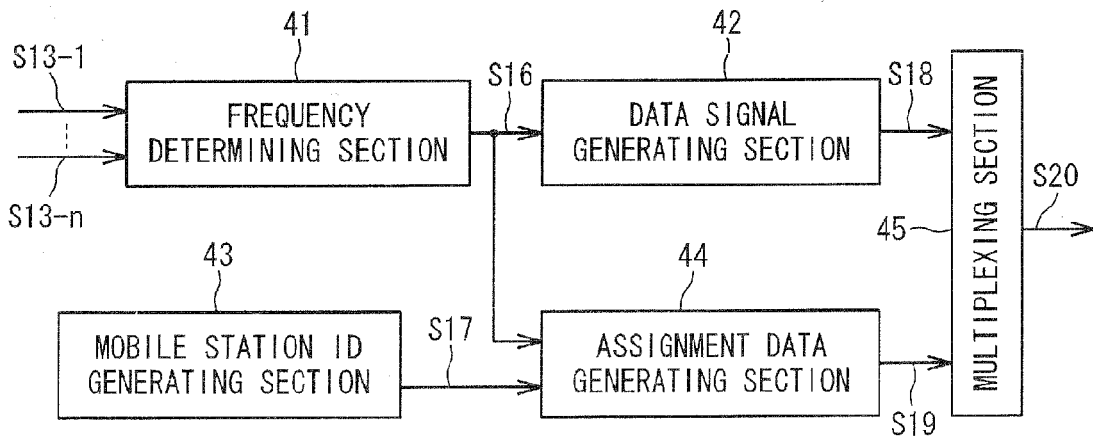 41
42
S13-1
S16
S18
FREQUENCY
DETERMINING SECTION
DATA SIGNAL
GENERATING SECTION
MULTIPLEXING SECTION
S20
S13-n
45
43
44
S17
MOBILE STATION ID
GENERATING SECTION
ASSIGNMENT DATA
GENERATING SECTION
S19